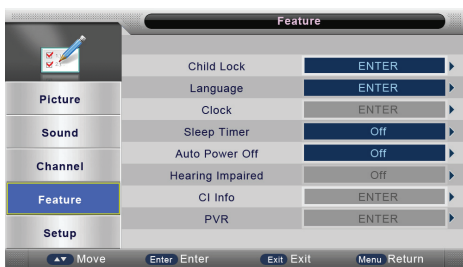 Feature
Child Lock ENTER
Language ENTER
Picture
Clock ENTER
Sound
Sleep Timer Off
Auto Power Off Off
Channel
Hearing Impaired Off
Feature
CI Info ENTER
PVR ENTER
Setup
Move Enter Enter Exit Exit Menu Return